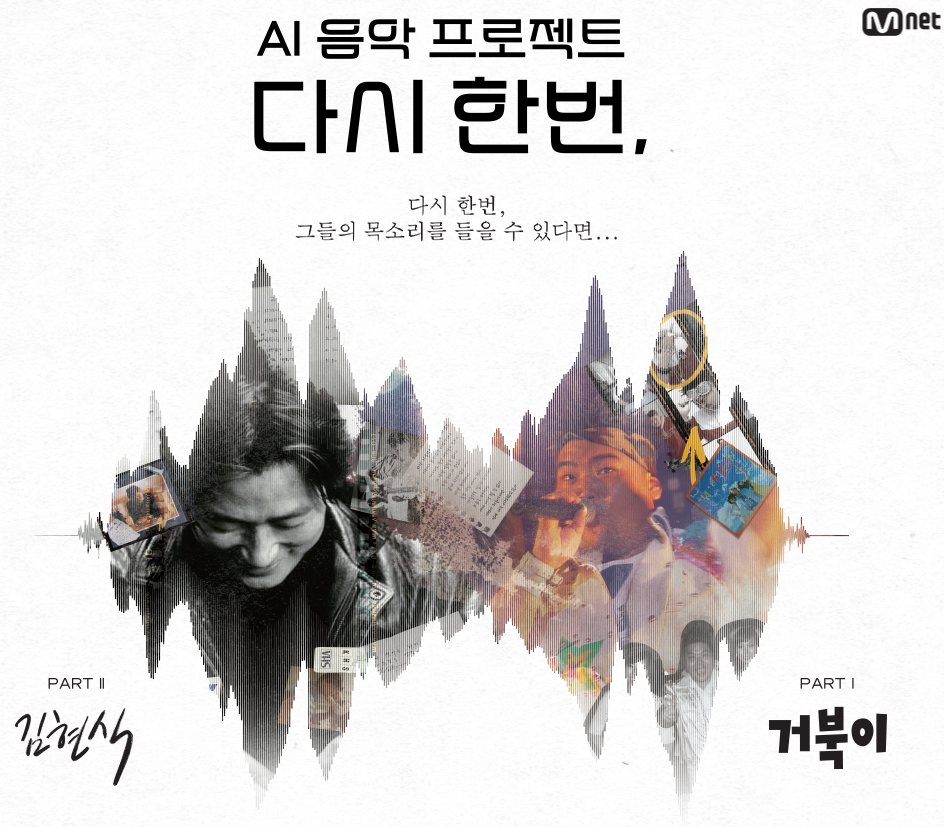 Mnet
AI 음악 프로젝트
다시 한번,
다시 한번,
그들의 목소리를 들을 수 있다면...
VHS
KHS
PART II
김현식
PART I
거북이